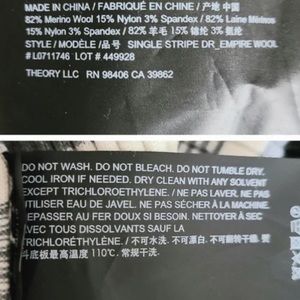 MADE IN CHINA / FABRIQUÉ EN CHINE / 产地 中国
82% Merino Wool 15% Nylon 3% Spandex / 82% Laine Mérinos
15% Nylon 3% Spandex / 82% 羊毛 15% 锦纶 3% 氨纶
STYLE / MODÈLE / 品号 SINGLE STRIPE DR_EMPIRE WOOL
# L0711746 LOT # 449928
THEORY LLC RN 98406 CA 39862
DO NOT WASH. DO NOT BLEACH. DO NOT TUMBLE DRY.
COOL IRON IF NEEDED. DRY CLEAN WITH ANY SOLVENT
EXCEPT TRICHLOROETHYLENE. / NE PAS LAVER. NE PAS
UTILISER EAU DE JAVEL. NE PAS SÉCHER À LA MACHINE.
REPASSER AU FER DOUX SI BESOIN. NETTOYER À SEC
AVEC TOUS DISSOLVANTS SAUF LA
TRICHLORÉTHYLÈNE. / 不可水洗. 不可漂白. 不可翻转干燥. 熨
斗底板最高温度 110℃. 常规干洗.